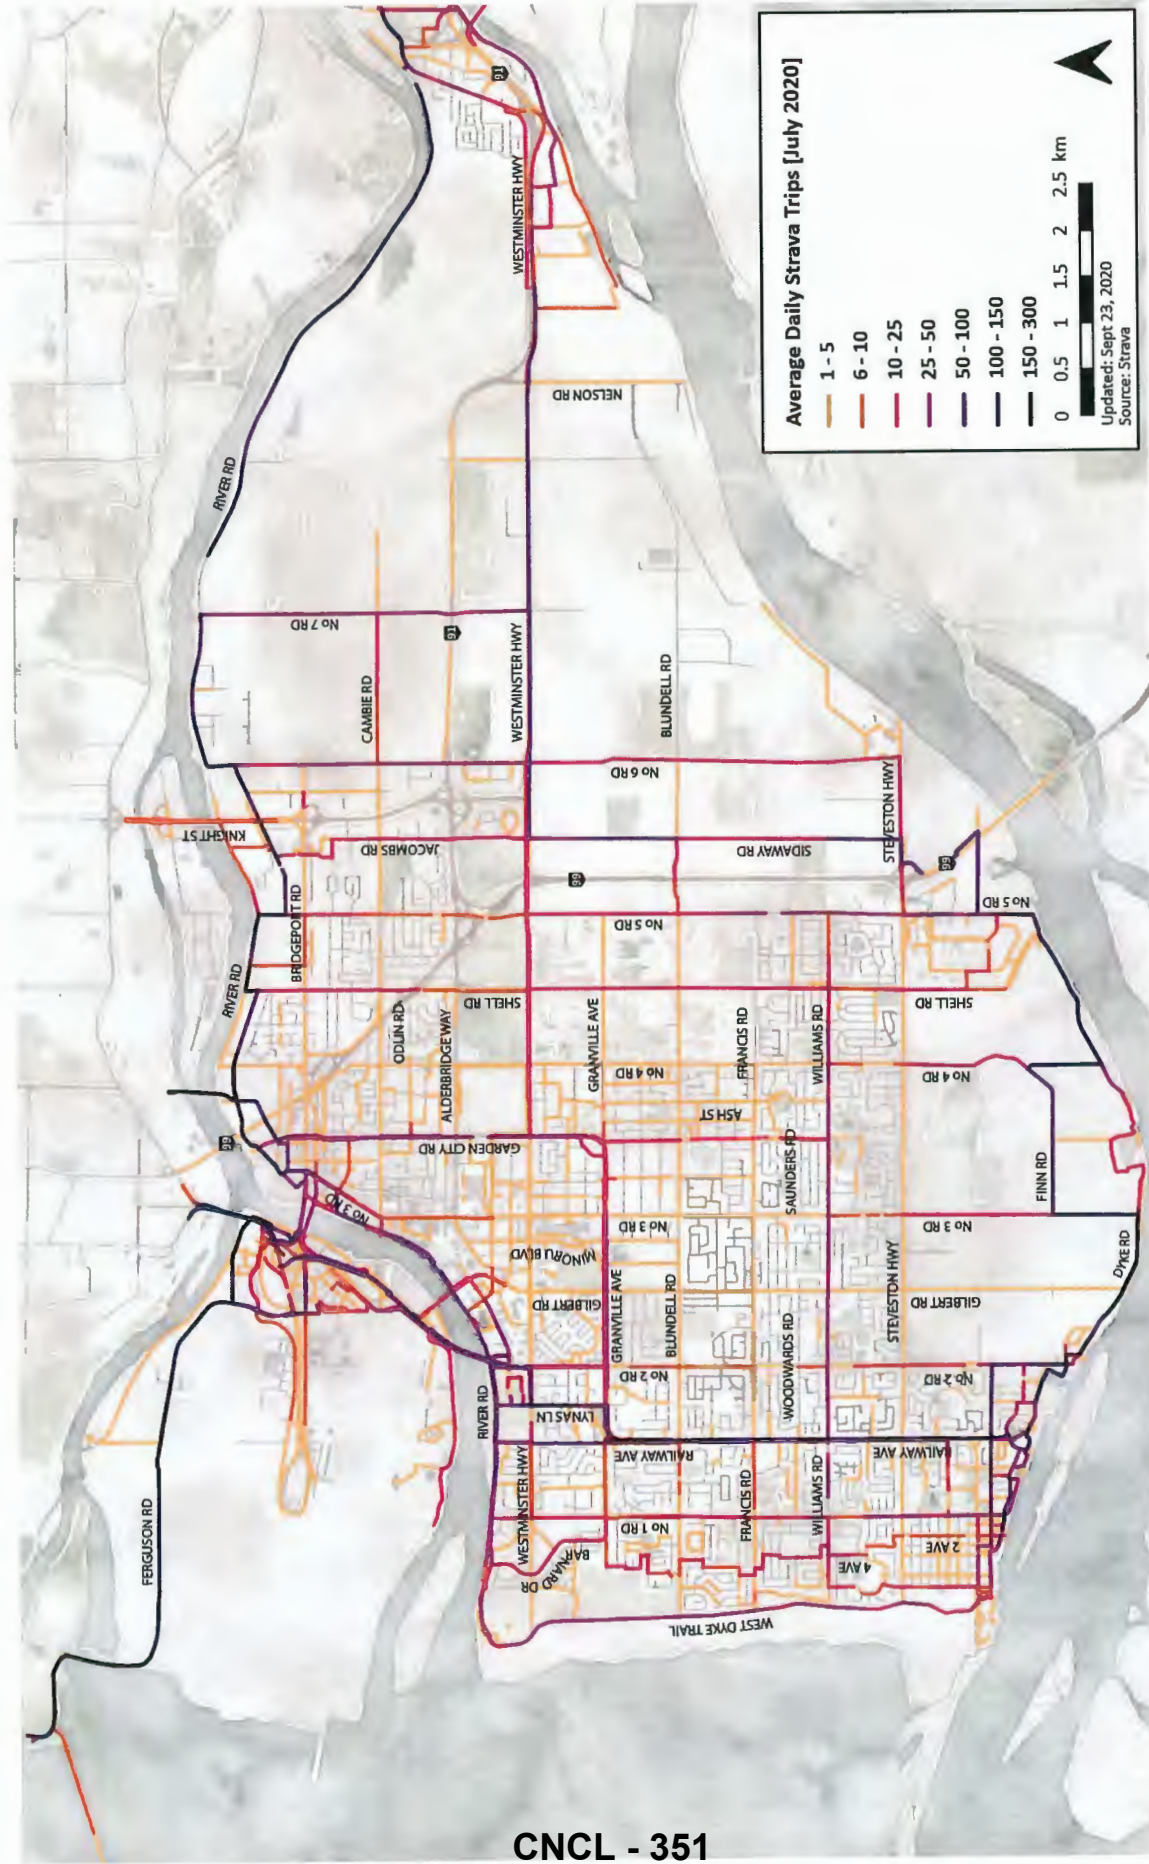 Average Daily Strava Trips [July 2020]
1 - 5
6 - 10
10 - 25
25 - 50
50 - 100
100 - 150
150 - 300
0 0.5 1 1.5 2 2.5 km
Updated: Sept 23, 2020
Source: Strava
FERGUSON RD
RIVER RD
WESTMINSTER HWY
91
RIVER RD
No 7 RD
CAMBIE RD
91
WESTMINSTER HWY
NELSON RD
BLUNDELL RD
KNIGHT ST
JACOMBS RD
No 6 RD
SIDAWAY RD
STEVESTON HWY
99
99
No 5 RD
No 5 RD
BRIDGEPORT RD
RIVER RD
SHELL RD
SHELL RD
ODLIN RD
ALDERBRIDGE WAY
GRANVILLE AVE
No 4 RD
FRANCIS RD
WILLIAMS RD
No 4 RD
ASH ST
99
GARDEN CITY RD
SAUNDERS RD
FINN RD
No 3 RD
No 3 RD
No 3 RD
MINORU BLVD
GILBERT RD
GRANVILLE AVE
BLUNDELL RD
STEVESTON HWY
GILBERT RD
DYKE RD
WOODWARDS RD
No 2 RD
No 2 RD
RIVER RD
LYNAS LN
RAILWAY AVE
RAILWAY AVE
WESTMINSTER HWY
No 1 RD
FRANCIS RD
WILLIAMS RD
BARNARD DR
4 AVE
2 AVE
WEST DYKE TRAIL
CNCL - 351